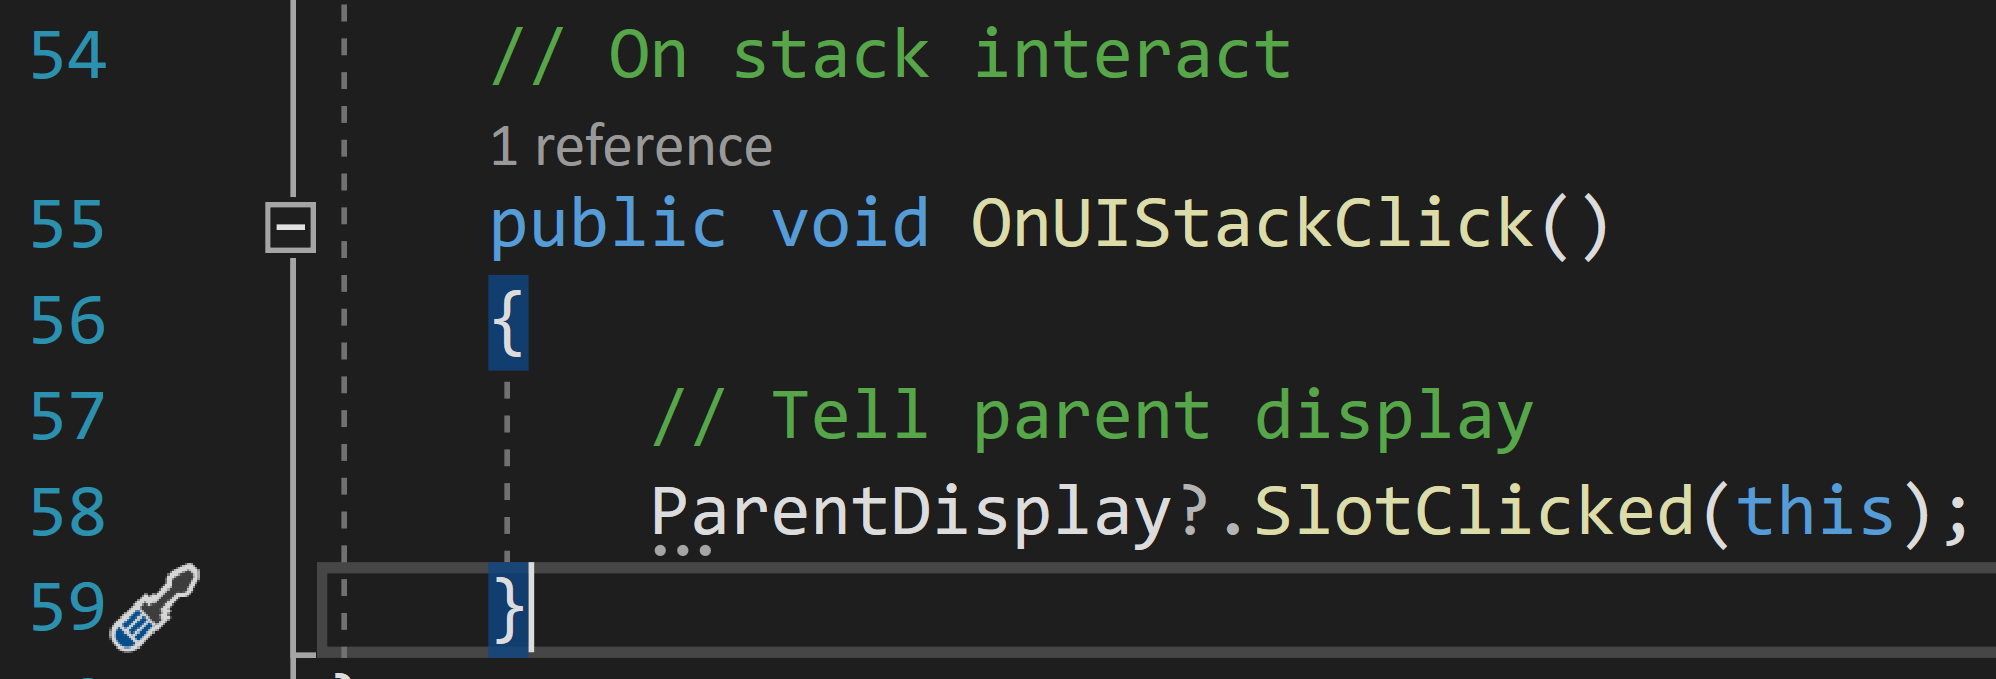 54 // On stack interact
1 reference
55 public void OnUIStackClick()
56 {
57 // Tell parent display
58 ParentDisplay?.SlotClicked(this);
59 }